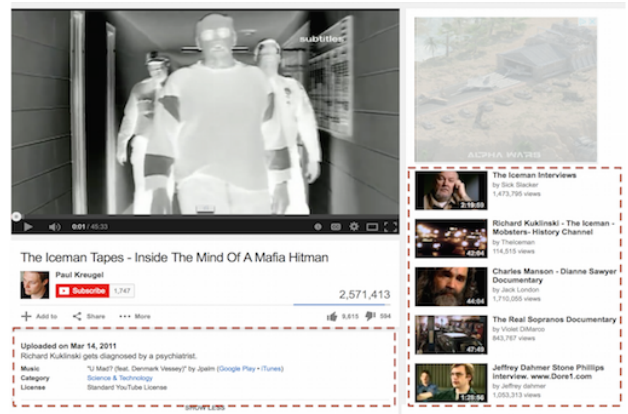 subtitles
0:01 / 45:33
The Iceman Tapes - Inside The Mind Of A Mafia Hitman
Paul Kreugel
Subscribe 1,747
2,571,413
Add to Share More
9,615 594
Uploaded on Mar 14, 2011
Richard Kuklinski gets diagnosed by a psychiatrist.
Music "U Mad? (feat. Denmark Vessey)" by Jpalm (Google Play • iTunes)
Category Science & Technology
License Standard YouTube License
SHOW LESS
ALPHA WARS
The Iceman Interviews
by Sick Slacker
1,473,795 views
2:19:59
Richard Kuklinski - The Iceman -
Mobsters- History Channel
by TheIceman
114,515 views
42:04
Charles Manson - Dianne Sawyer
Documentary
by Jack London
1,710,055 views
44:04
The Real Sopranos Documentary
by Violet DiMarco
843,767 views
47:49
Jeffrey Dahmer Stone Phillips
interview. www.Dore1.com
by Jeffrey dahmer
1,053,313 views
1:28:56